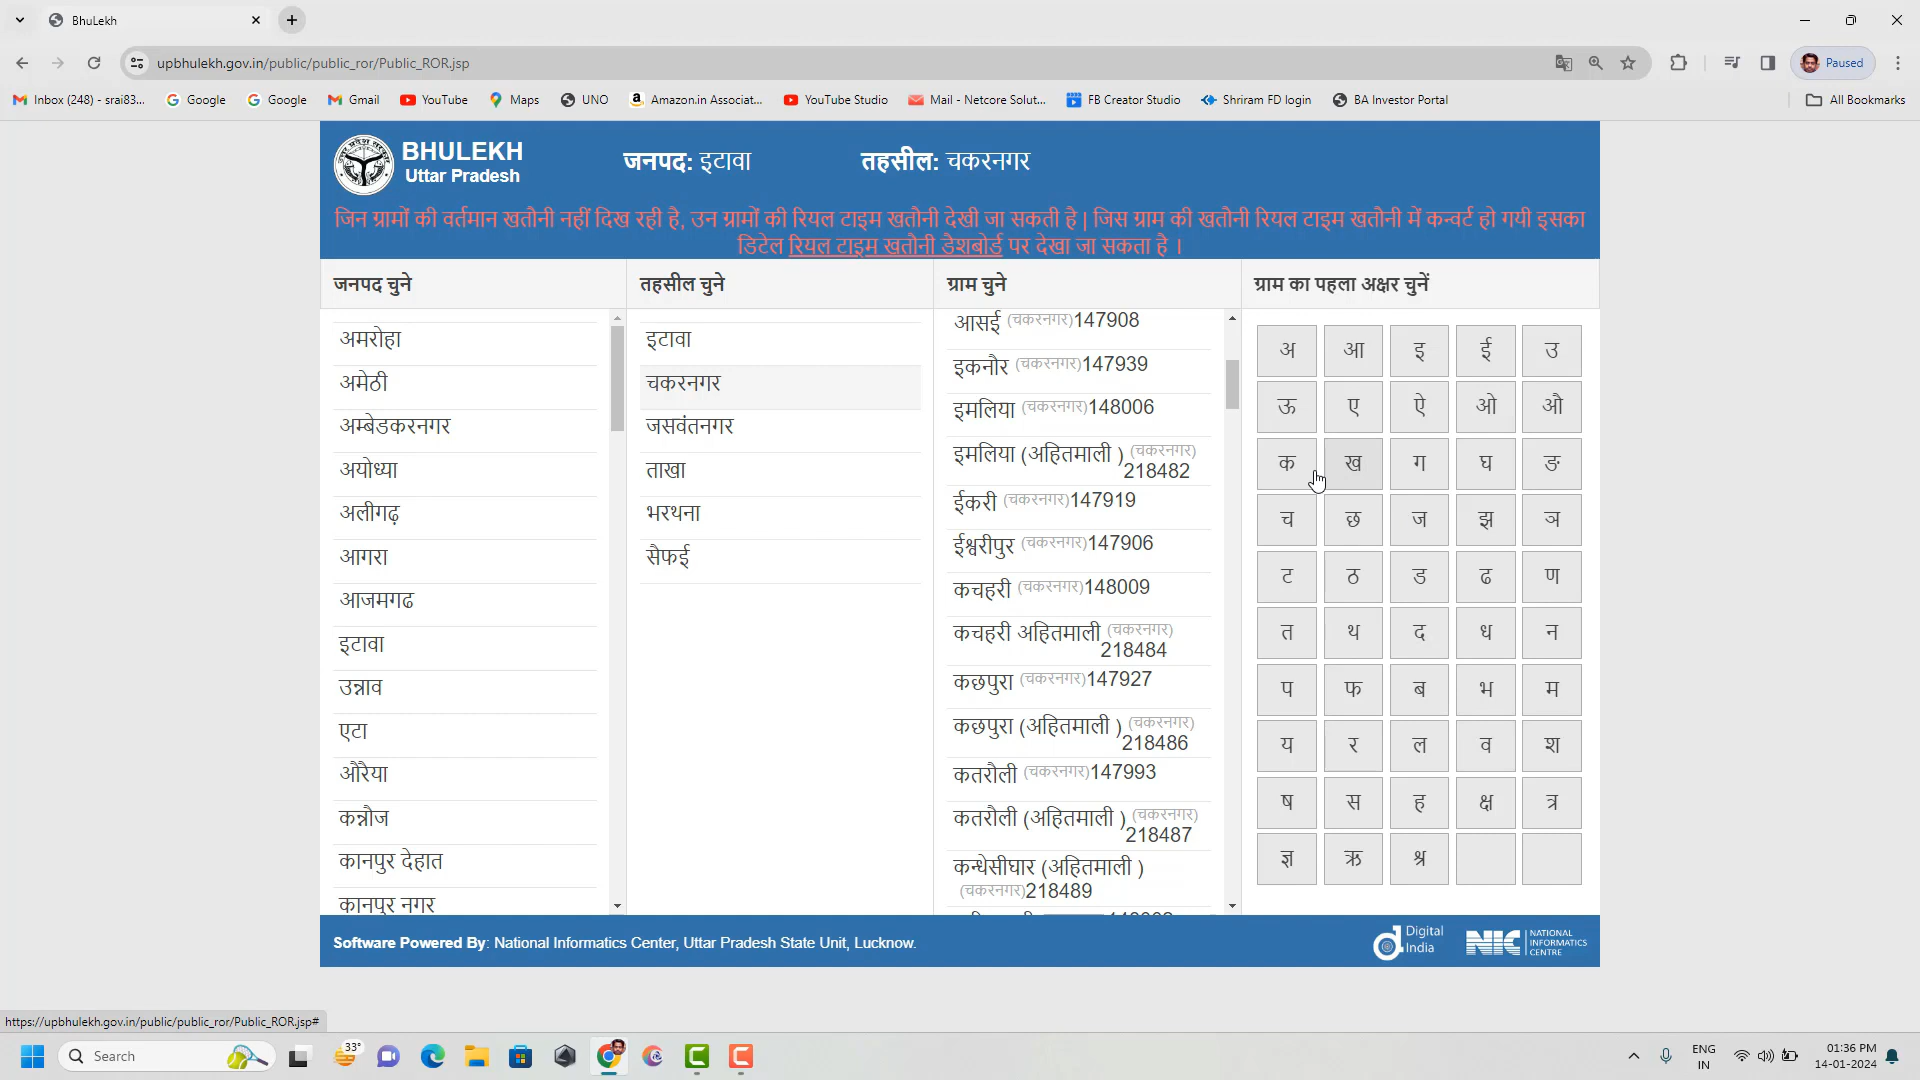 BhuLekh
upbhulekh.gov.in/public/public_ror/Public_ROR.jsp
Paused
Inbox (248) - srai83...
Google
Google
Gmail
YouTube
Maps
UNO
Amazon.in Associat...
YouTube Studio
Mail - Netcore Solut...
FB Creator Studio
Shriram FD login
BA Investor Portal
All Bookmarks
BHULEKH
Uttar Pradesh
जनपद: इटावा
तहसील: चकरनगर
जिन ग्रामों की वर्तमान खतौनी नहीं दिख रही है, उन ग्रामों की रियल टाइम खतौनी देखी जा सकती है | जिस ग्राम की खतौनी रियल टाइम खतौनी में कन्वर्ट हो गयी इसका
डिटेल रियल टाइम खतौनी डैशबोर्ड पर देखा जा सकता है ।
जनपद चुने
अमरोहा
अमेठी
अम्बेडकरनगर
अयोध्या
अलीगढ़
आगरा
आजमगढ
इटावा
उन्नाव
एटा
औरैया
कन्नौज
कानपुर देहात
कानपुर नगर
तहसील चुने
इटावा
चकरनगर
जसवंतनगर
ताखा
भरथना
सैफई
ग्राम चुने
आसई (चकरनगर)147908
इकनौर (चकरनगर)147939
इमलिया (चकरनगर)148006
इमलिया (अहितमाली ) (चकरनगर)
218482
ईकरी (चकरनगर)147919
ईश्वरीपुर (चकरनगर)147906
कचहरी (चकरनगर)148009
कचहरी अहितमाली (चकरनगर)
218484
कछपुरा (चकरनगर)147927
कछपुरा (अहितमाली ) (चकरनगर)
218486
कतरौली (चकरनगर)147993
कतरौली (अहितमाली ) (चकरनगर)
218487
कन्धेसीघार (अहितमाली )
(चकरनगर)218489
ग्राम का पहला अक्षर चुनें
अ आ इ ई उ
ऊ ए ऐ ओ औ
क ख ग घ ङ
च छ ज झ ञ
ट ठ ड ढ ण
त थ द ध न
प फ ब भ म
य र ल व श
ष स ह क्ष त्र
ज्ञ ऋ श्र
Software Powered By: National Informatics Center, Uttar Pradesh State Unit, Lucknow.
Digital
India
NIC
NATIONAL
INFORMATICS
CENTRE
https://upbhulekh.gov.in/public/public_ror/Public_ROR.jsp#
Search
33°
ENG
IN
01:36 PM
14-01-2024